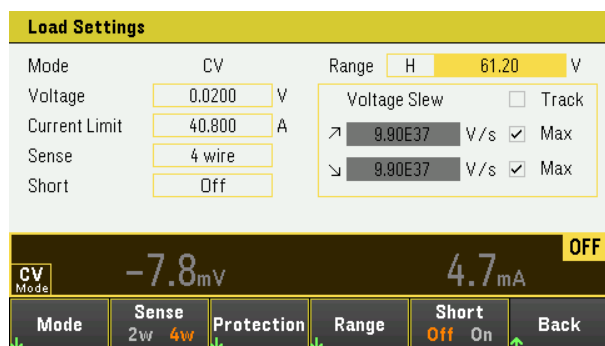 Load Settings
Mode CV Range H 61.20 V
Voltage 0.0200 V Voltage Slew Track
Current Limit 40.800 A 9.90E37 V/s Max
Sense 4 wire 9.90E37 V/s Max
Short Off
OFF
CV Mode -7.8mV 4.7mA
Mode Sense Protection Range Short Back
2w 4w Off On